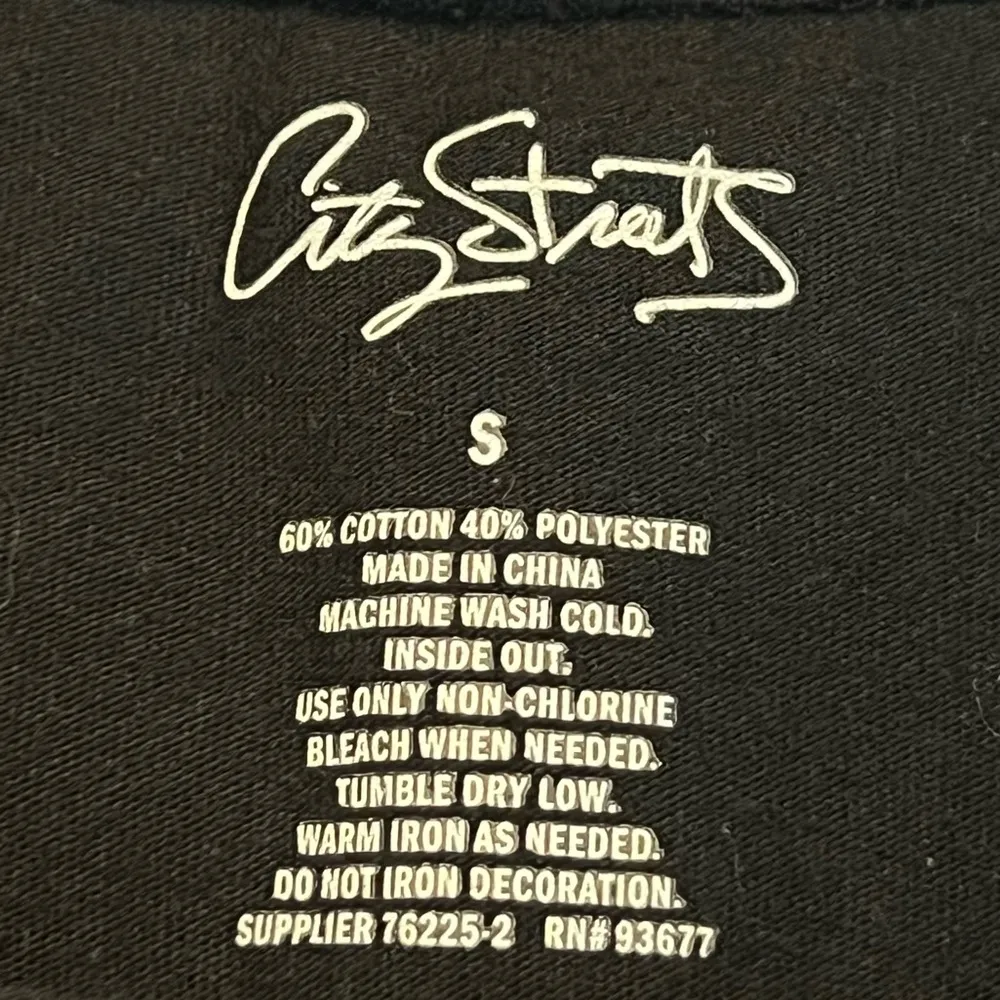 City Streets
S
60% COTTON 40% POLYESTER
MADE IN CHINA
MACHINE WASH COLD.
INSIDE OUT.
USE ONLY NON-CHLORINE
BLEACH WHEN NEEDED.
TUMBLE DRY LOW.
WARM IRON AS NEEDED.
DO NOT IRON DECORATION.
SUPPLIER 76225-2 RN# 93677